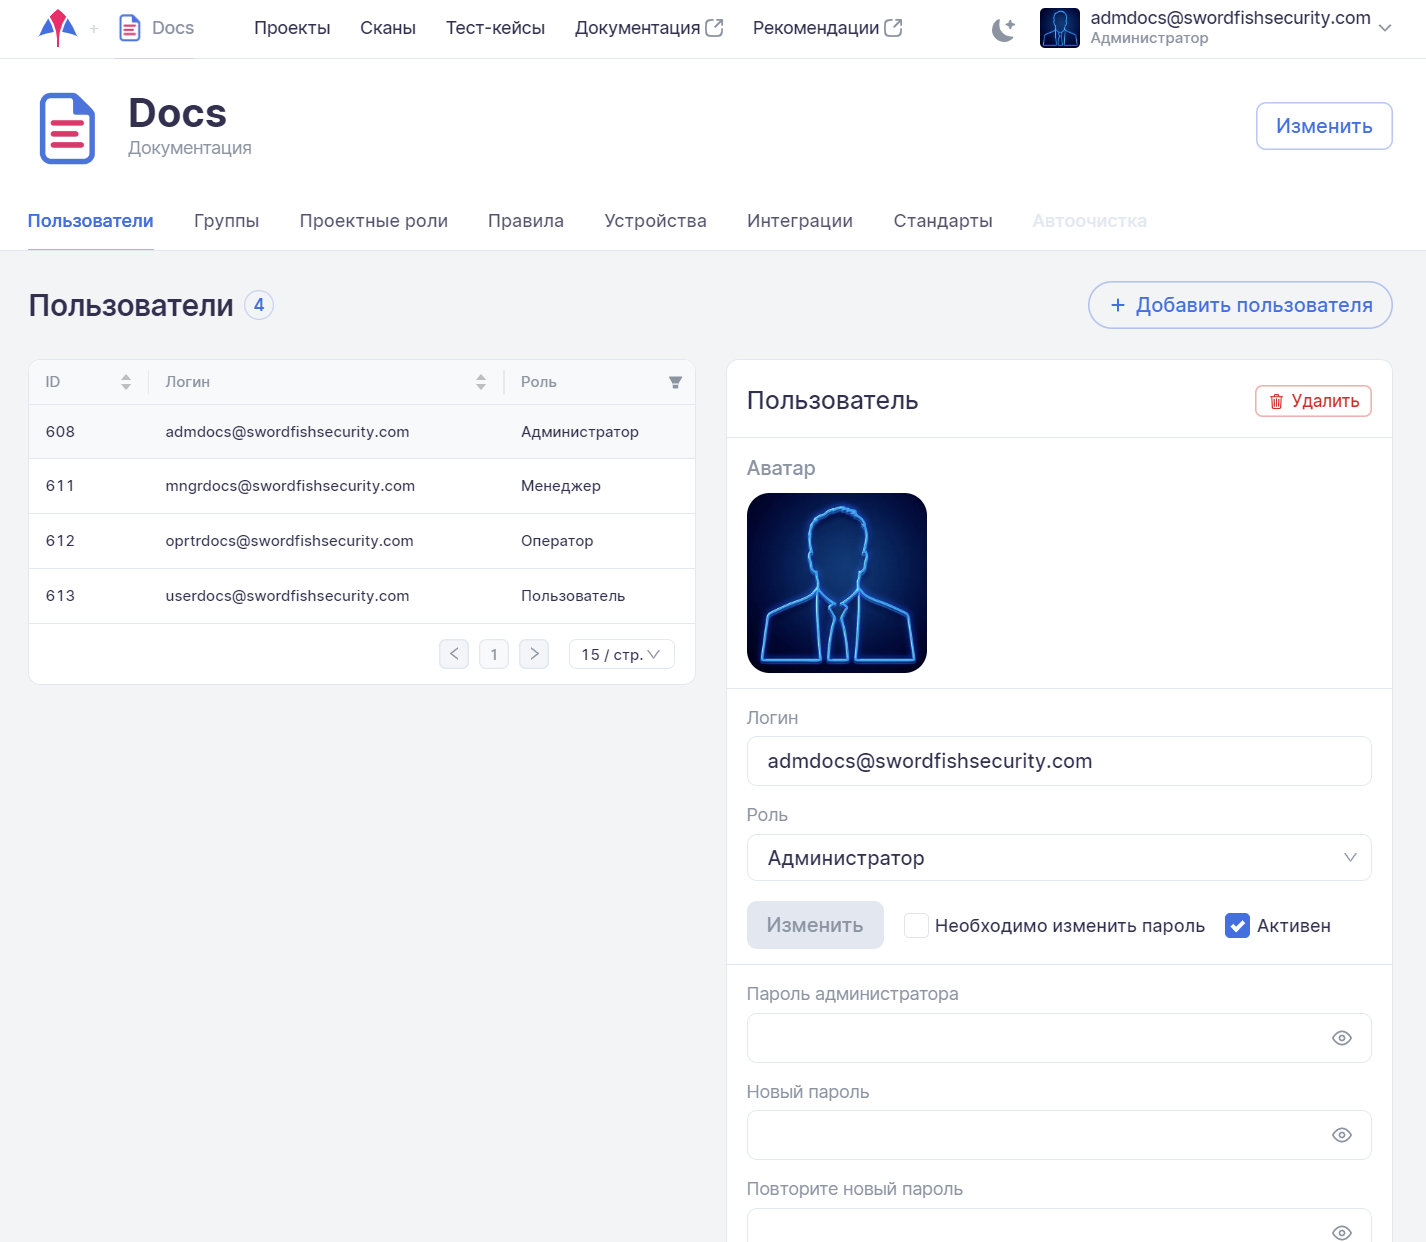 Docs
Проекты
Сканы
Тест-кейсы
Документация
Рекомендации
admdocs@swordfishsecurity.com
Администратор
Docs
Документация
Изменить
Пользователи
Группы
Проектные роли
Правила
Устройства
Интеграции
Стандарты
Автоочистка
Пользователи 4
+ Добавить пользователя
ID Логин Роль
608 admdocs@swordfishsecurity.com Администратор
611 mngrdocs@swordfishsecurity.com Менеджер
612 oprtrdocs@swordfishsecurity.com Оператор
613 userdocs@swordfishsecurity.com Пользователь
< 1 > 15 / стр.
Пользователь
Удалить
Аватар
Логин
admdocs@swordfishsecurity.com
Роль
Администратор
Изменить
Необходимо изменить пароль
Активен
Пароль администратора
Новый пароль
Повторите новый пароль